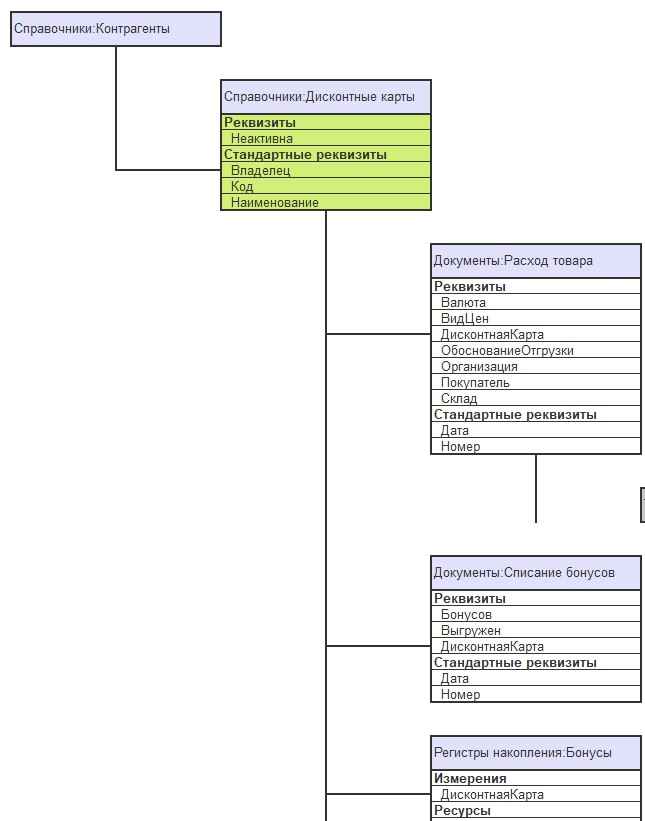 Справочники:Контрагенты
Справочники:Дисконтные карты
Реквизиты
Неактивна
Стандартные реквизиты
Владелец
Код
Наименование
Документы:Расход товара
Реквизиты
Валюта
ВидЦен
ДисконтнаяКарта
ОбоснованиеОтгрузки
Организация
Покупатель
Склад
Стандартные реквизиты
Дата
Номер
Документы:Списание бонусов
Реквизиты
Бонусов
Выгружен
ДисконтнаяКарта
Стандартные реквизиты
Дата
Номер
Регистры накопления:Бонусы
Измерения
ДисконтнаяКарта
Ресурсы